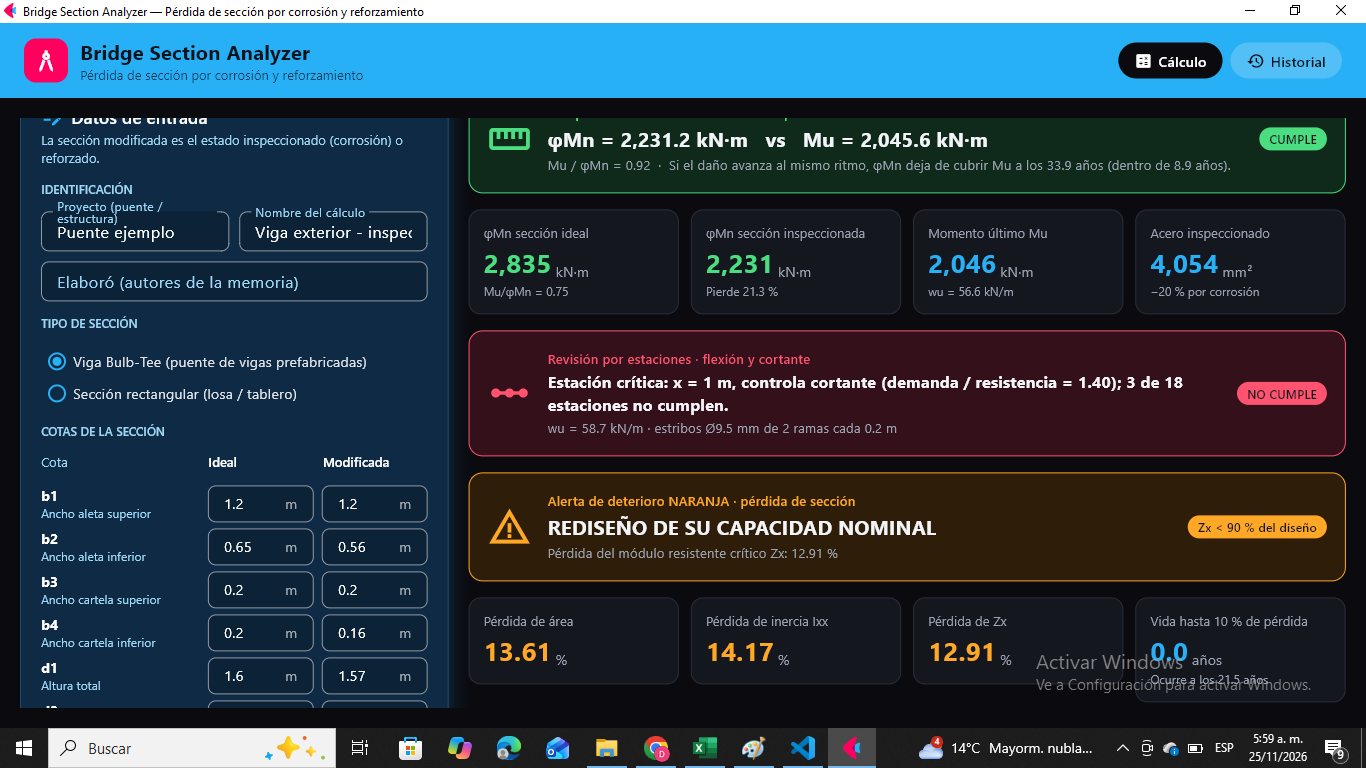 Bridge Section Analyzer — Pérdida de sección por corrosión y reforzamiento
Bridge Section Analyzer
Pérdida de sección por corrosión y reforzamiento
Cálculo
Historial
Datos de entrada
La sección modificada es el estado inspeccionado (corrosión) o
reforzado.
IDENTIFICACIÓN
Proyecto (puente /
estructura)
Puente ejemplo
Nombre del cálculo
Viga exterior - inspec
Elaboró (autores de la memoria)
TIPO DE SECCIÓN
Viga Bulb-Tee (puente de vigas prefabricadas)
Sección rectangular (losa / tablero)
COTAS DE LA SECCIÓN
Cota Ideal Modificada
b1
Ancho aleta superior
1.2 m 1.2 m
b2
Ancho aleta inferior
0.65 m 0.56 m
b3
Ancho cartela superior
0.2 m 0.2 m
b4
Ancho cartela inferior
0.2 m 0.16 m
d1
Altura total
1.6 m 1.57 m
φMn = 2,231.2 kN·m vs Mu = 2,045.6 kN·m
Mu / φMn = 0.92 · Si el daño avanza al mismo ritmo, φMn deja de cubrir Mu a los 33.9 años (dentro de 8.9 años).
CUMPLE
φMn sección ideal
2,835 kN·m
Mu/φMn = 0.75
φMn sección inspeccionada
2,231 kN·m
Pierde 21.3 %
Momento último Mu
2,046 kN·m
wu = 56.6 kN/m
Acero inspeccionado
4,054 mm²
−20 % por corrosión
Revisión por estaciones · flexión y cortante
Estación crítica: x = 1 m, controla cortante (demanda / resistencia = 1.40); 3 de 18
estaciones no cumplen.
wu = 58.7 kN/m · estribos Ø9.5 mm de 2 ramas cada 0.2 m
NO CUMPLE
Alerta de deterioro NARANJA · pérdida de sección
REDISEÑO DE SU CAPACIDAD NOMINAL
Pérdida del módulo resistente crítico Zx: 12.91 %
Zx < 90 % del diseño
Pérdida de área
13.61 %
Pérdida de inercia Ixx
14.17 %
Pérdida de Zx
12.91 %
Vida hasta 10 % de pérdida
0.0 años
Ocurre a los 21.5 años
Activar Windows
Ve a Configuración para activar Windows.
Buscar
4
14°C Mayorm. nubla...
ESP
5:59 a. m.
25/11/2026
9